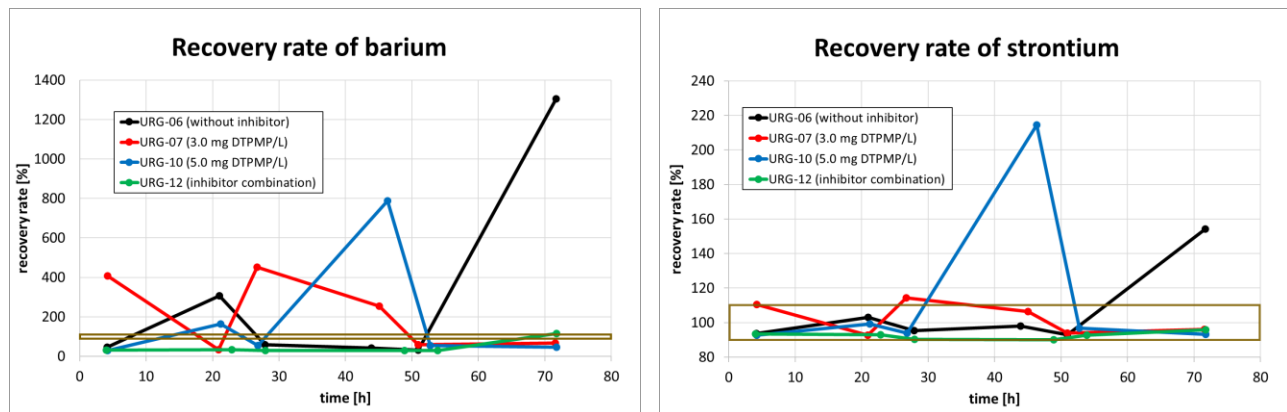 Recovery rate of barium
1400
1200
1000
800
600
400
200
0
recovery rate [%]
URG-06 (without inhibitor)
URG-07 (3.0 mg DTPMP/L)
URG-10 (5.0 mg DTPMP/L)
URG-12 (inhibitor combination)
0 10 20 30 40 50 60 70 80
time [h]
Recovery rate of strontium
240
220
200
180
160
140
120
100
80
recovery rate [%]
URG-06 (without inhibitor)
URG-07 (3.0 mg DTPMP/L)
URG-10 (5.0 mg DTPMP/L)
URG-12 (inhibitor combination)
0 10 20 30 40 50 60 70 80
time [h]